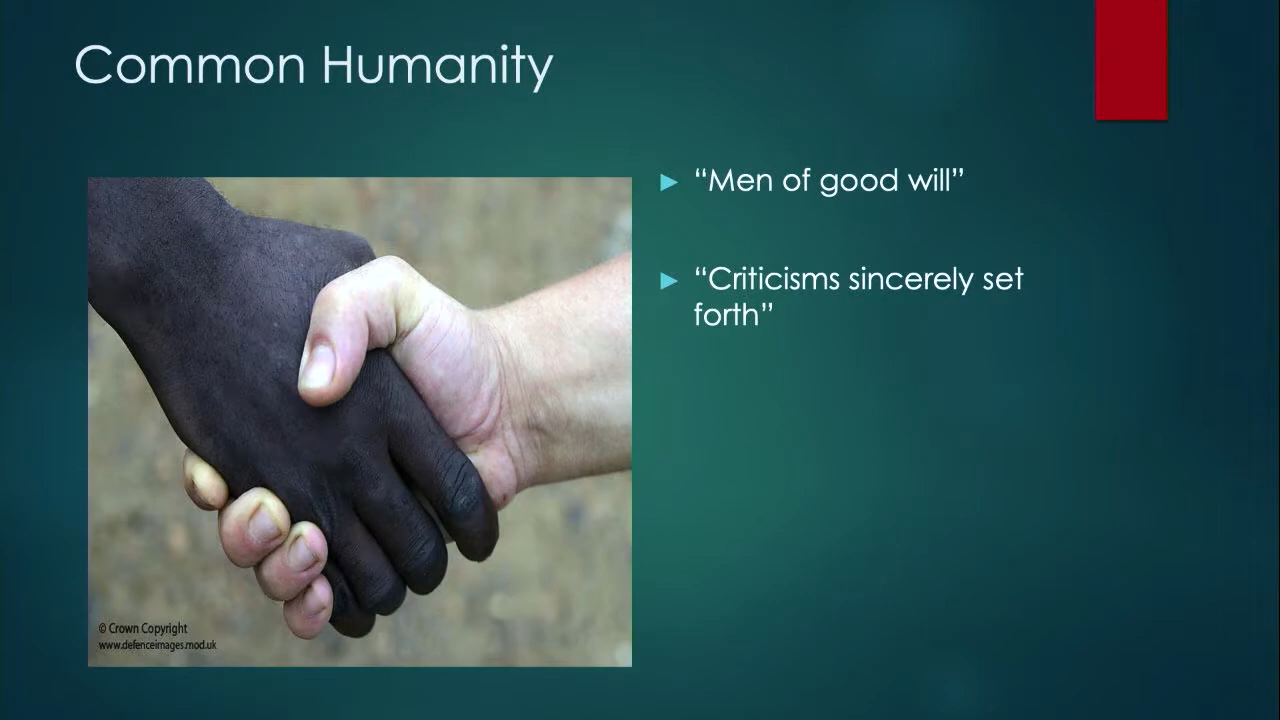 Common Humanity
“Men of good will”
“Criticisms sincerely set
forth”
© Crown Copyright
www.defenceimages.mod.uk